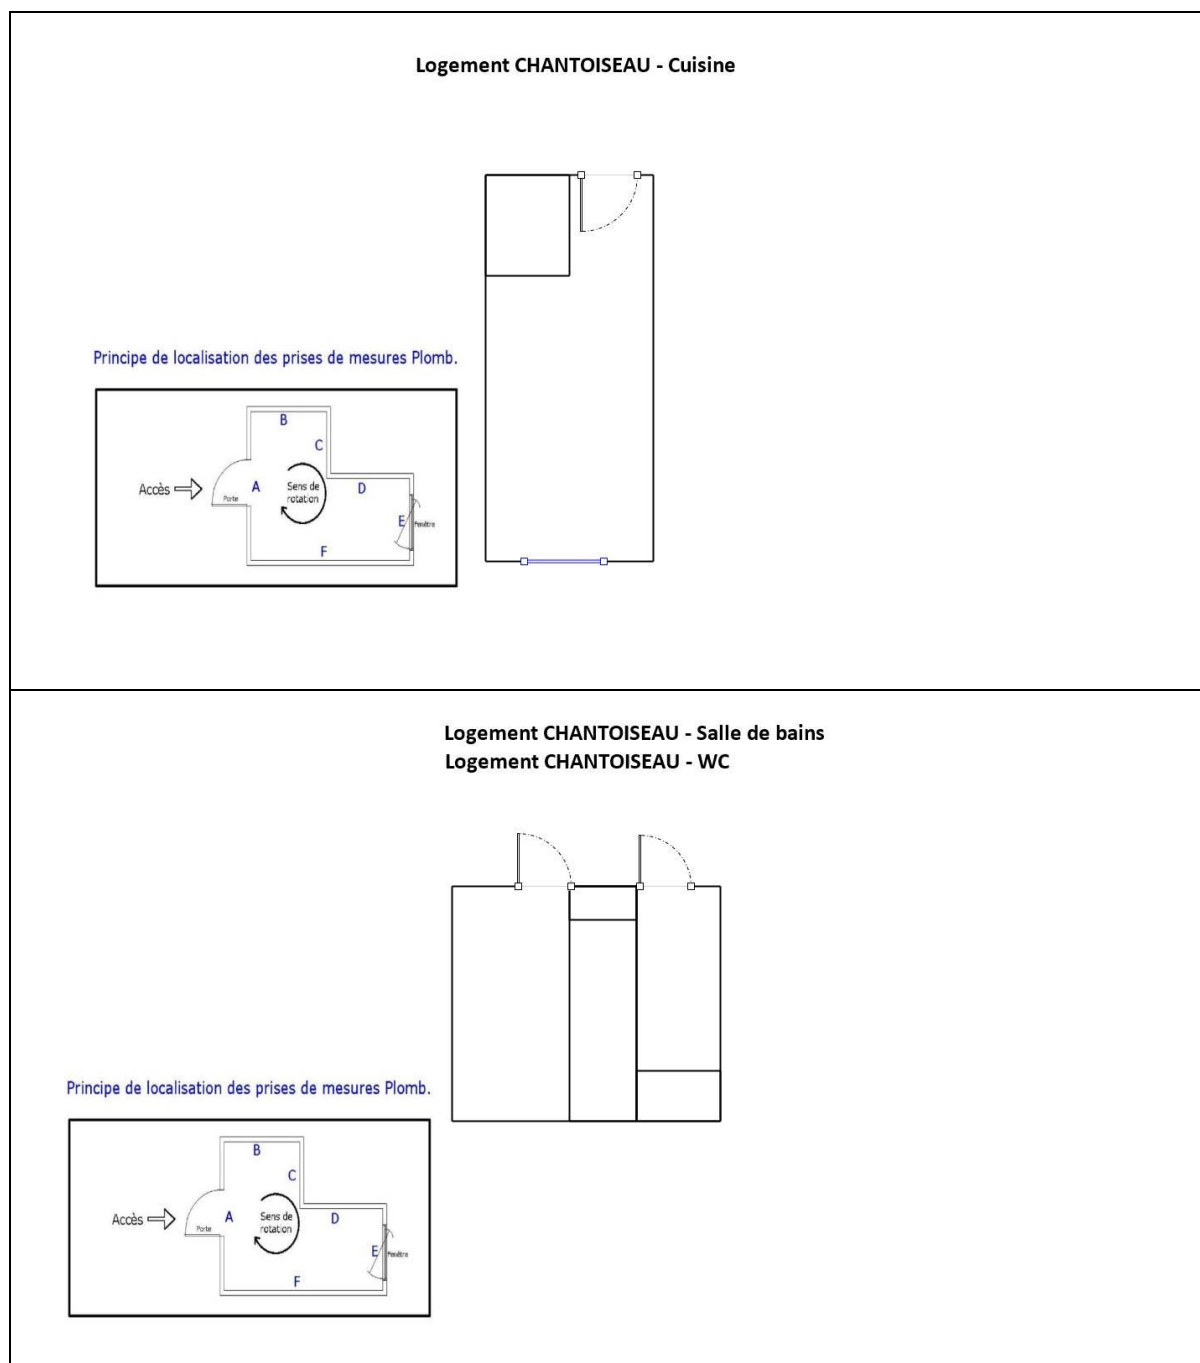 Logement CHANTOISEAU - Cuisine
Principe de localisation des prises de mesures Plomb.
B
C
Accès
A
Sens de
rotation
D
Porte
E
Fenêtre
F
Logement CHANTOISEAU - Salle de bains
Logement CHANTOISEAU - WC
Principe de localisation des prises de mesures Plomb.
B
C
Accès
A
Sens de
rotation
D
Porte
E
Fenêtre
F